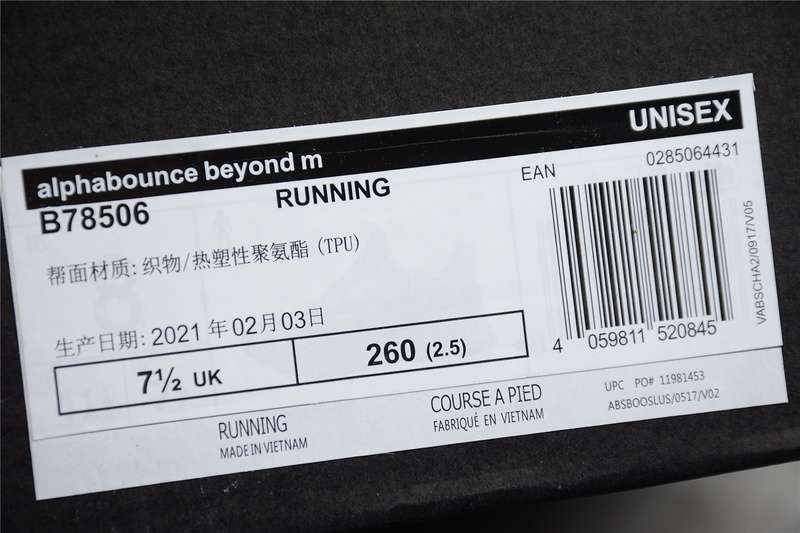 UNISEX
alphabounce beyond m
B78506
RUNNING
EAN
0285064431
帮面材质: 织物/热塑性聚氨酯 (TPU)
生产日期: 2021 年02月03日
7½ UK
260 (2.5)
4 059811 520845
VABSCHA2/0917/V05
RUNNING
MADE IN VIETNAM
COURSE A PIED
FABRIQUÉ EN VIETNAM
UPC PO# 11981453
ABSBOOSLUS/0517/V02